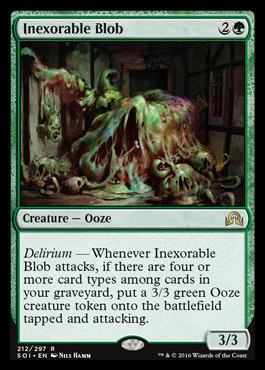 Inexorable Blob 2
Creature — Ooze
Delirium — Whenever Inexorable
Blob attacks, if there are four or
more card types among cards in
your graveyard, put a 3/3 green Ooze
creature token onto the battlefield
tapped and attacking.
3/3
212/297 R
SOI • EN NILS HAMM
™ & © 2016 Wizards of the Coast